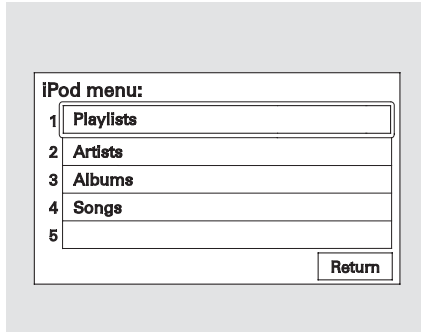 iPod menu:
1 Playlists
2 Artists
3 Albums
4 Songs
5
Return